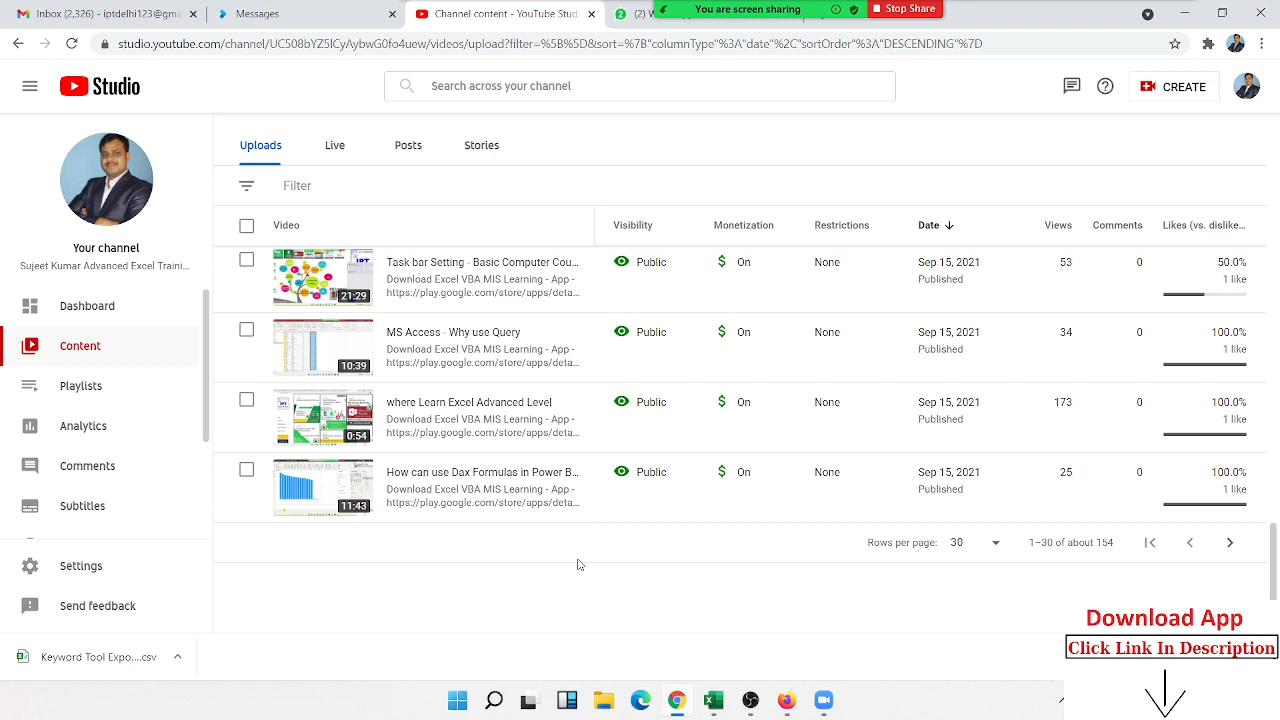 Inbox (2,326) - iptdelhi123@gmai
Messages
Channel content - YouTube Studi
(2) W
You are screen sharing
Stop Share
studio.youtube.com/channel/UC508bYZ5lCyAybwG0fo4uew/videos/upload?filter=%5B%5D&sort=%7B"columnType"%3A"date"%2C"sortOrder"%3A"DESCENDING"%7D
Studio
Search across your channel
CREATE
Your channel
Sujeet Kumar Advanced Excel Traini...
Dashboard
Content
Playlists
Analytics
Comments
Subtitles
Settings
Send feedback
Uploads Live Posts Stories
Filter
Video Visibility Monetization Restrictions Date Views Comments Likes (vs. dislike...
Task bar Setting - Basic Computer Cou... Public $ On None Sep 15, 2021 53 0 50.0%
Download Excel VBA MIS Learning - App - Published 1 like
https://play.google.com/store/apps/deta...
21:29
MS Access - Why use Query Public $ On None Sep 15, 2021 34 0 100.0%
Download Excel VBA MIS Learning - App - Published 1 like
https://play.google.com/store/apps/deta...
10:39
where Learn Excel Advanced Level Public $ On None Sep 15, 2021 173 0 100.0%
Download Excel VBA MIS Learning - App - Published 1 like
https://play.google.com/store/apps/deta...
0:54
How can use Dax Formulas in Power B... Public $ On None Sep 15, 2021 25 0 100.0%
Download Excel VBA MIS Learning - App - Published 1 like
https://play.google.com/store/apps/deta...
11:43
Rows per page: 30 1–30 of about 154
Keyword Tool Expo....csv
Download App
Click Link In Description